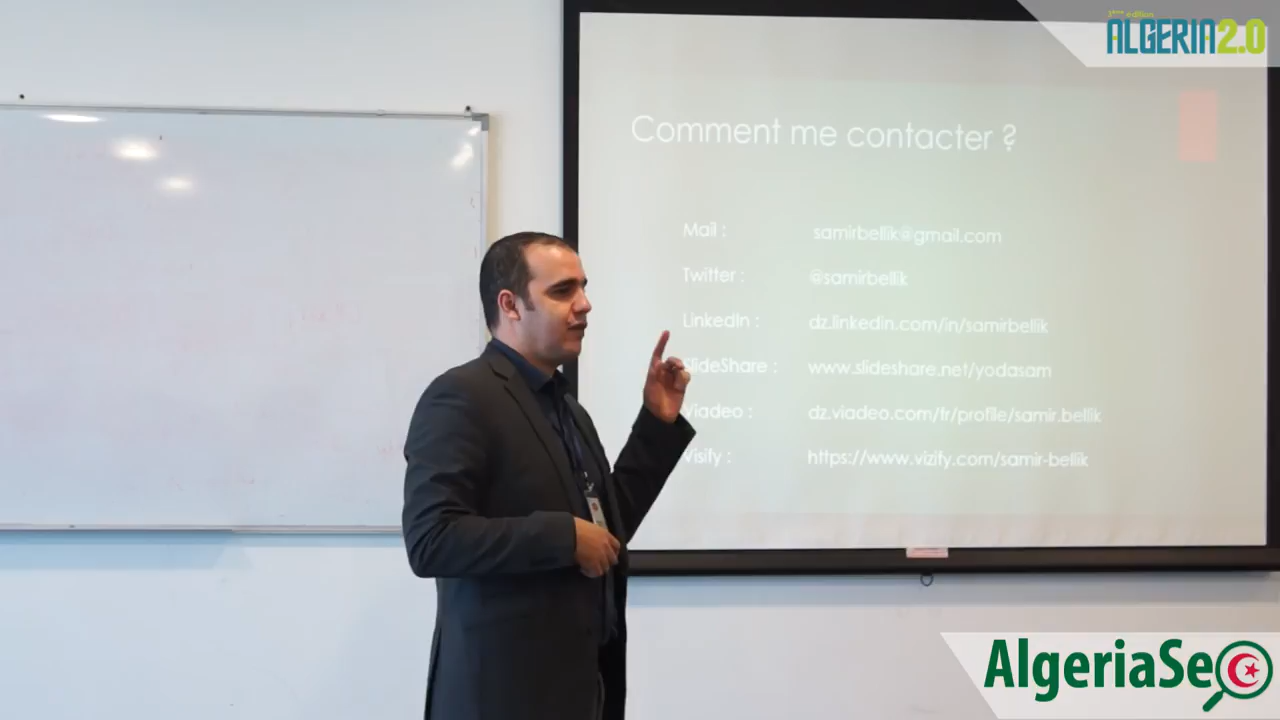 ALGERIA2.0
Comment me contacter ?
Mail : samirbellik@gmail.com
Twitter : @samirbellik
LinkedIn : dz.linkedin.com/in/samirbellik
SlideShare : www.slideshare.net/yodasam
Viadeo : dz.viadeo.com/fr/profile/samir.bellik
Visify : https://www.vizify.com/samir-bellik
AlgeriaSeo